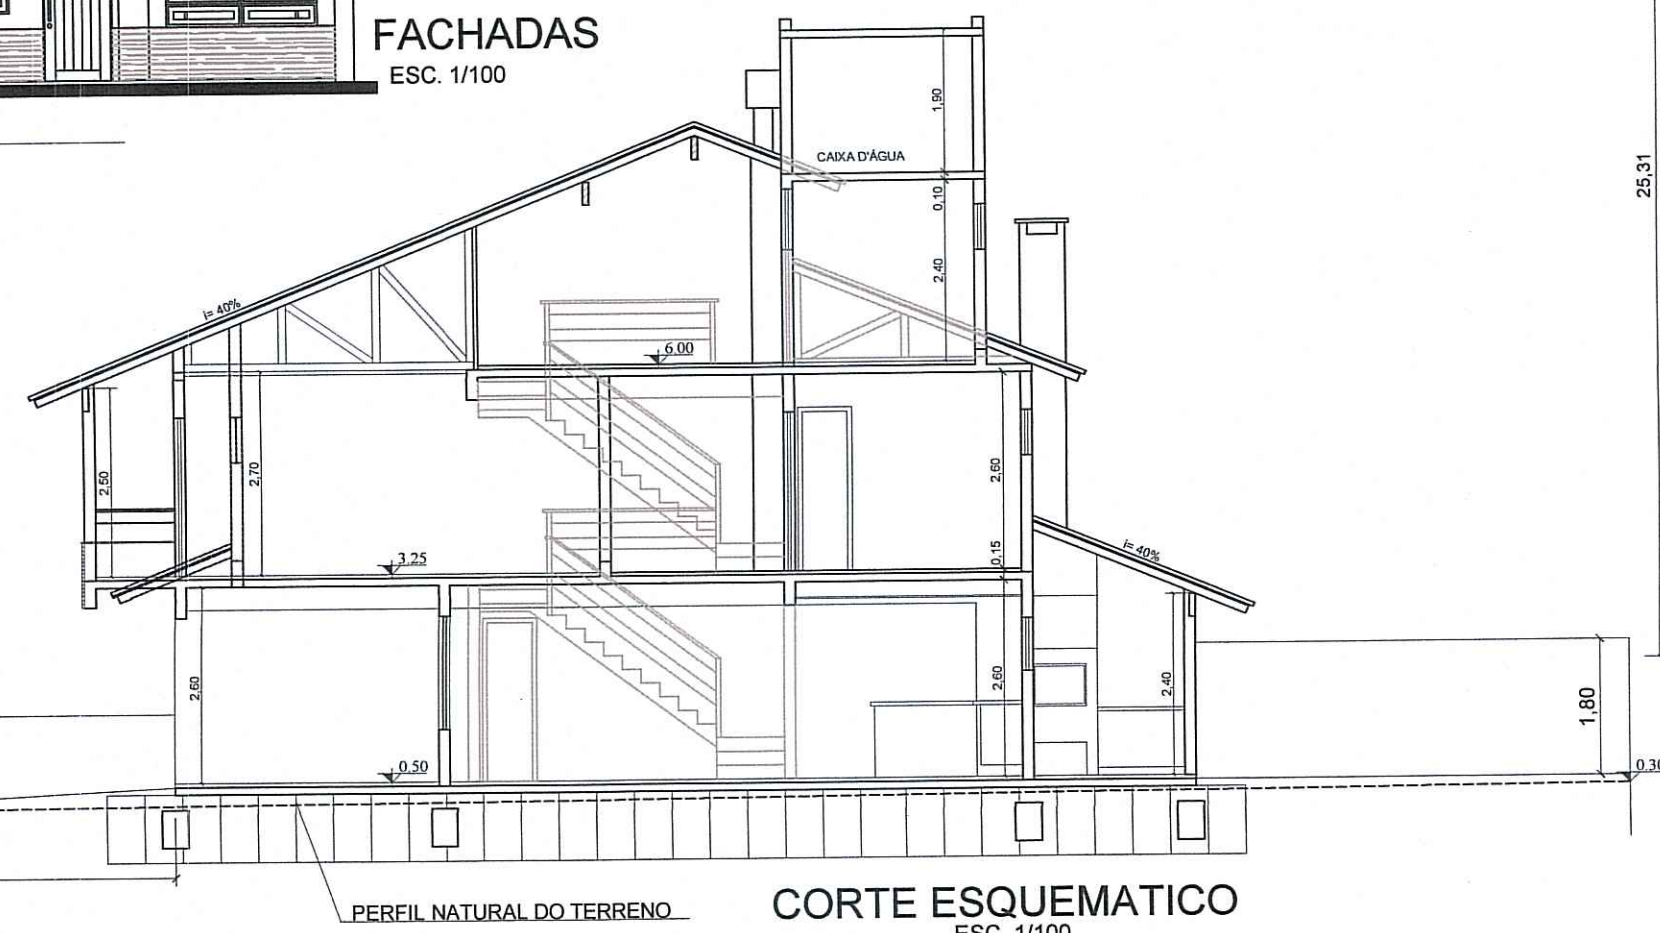 FACHADAS
ESC. 1/100
1,90
CAIXA D'ÁGUA
0,10
25,31
2,40
i= 40%
6.00
2,50
2,70
2,60
3.25
0,15
i= 40%
2,60
2,60
2,40
1,80
0.50
0.30
PERFIL NATURAL DO TERRENO
CORTE ESQUEMATICO
ESC. 1/100